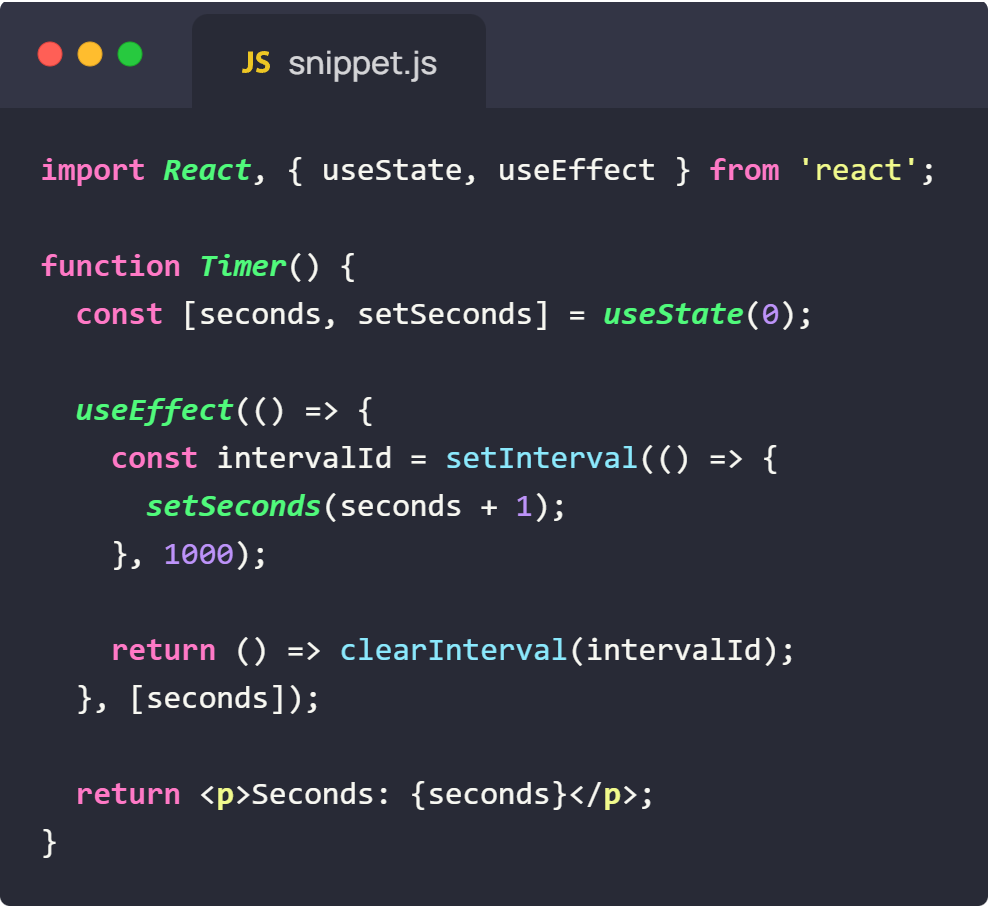 JS snippet.js
import React, { useState, useEffect } from 'react';
function Timer() {
  const [seconds, setSeconds] = useState(0);
  useEffect(() => {
    const intervalId = setInterval(() => {
      setSeconds(seconds + 1);
    }, 1000);
    return () => clearInterval(intervalId);
  }, [seconds]);
  return <p>Seconds: {seconds}</p>;
}